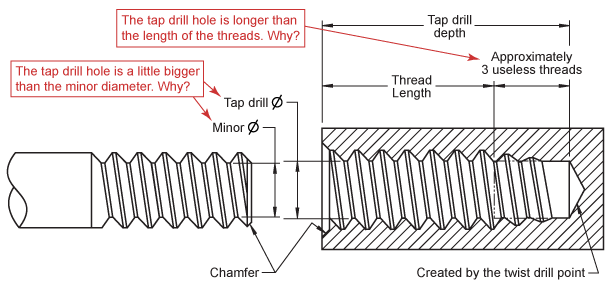 The tap drill hole is longer than
the length of the threads. Why?
Tap drill
depth
Approximately
3 useless threads
The tap drill hole is a little bigger
than the minor diameter. Why?
Thread
Length
Tap drill Ø
Minor Ø
Chamfer
Created by the twist drill point